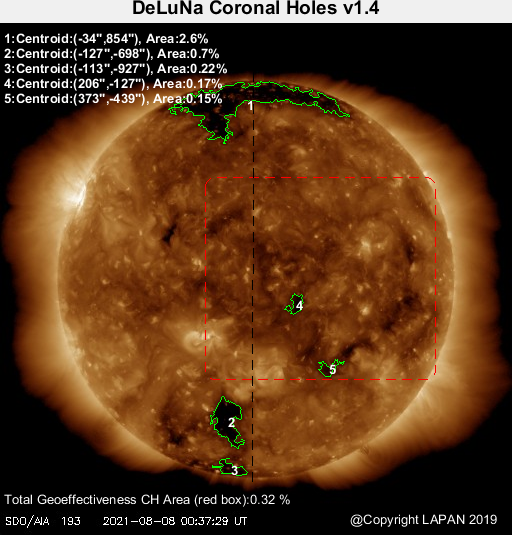 DeLuNa Coronal Holes v1.4
1:Centroid:(-34",854"), Area:2.6%
2:Centroid:(-127",-698"), Area:0.7%
3:Centroid:(-113",-927"), Area:0.22%
4:Centroid:(206",-127"), Area:0.17%
5:Centroid:(373",-439"), Area:0.15%
1
4
5
2
3
Total Geoeffectiveness CH Area (red box):0.32 %
SDO/AIA 193 2021-08-08 00:37:29 UT
@Copyright LAPAN 2019